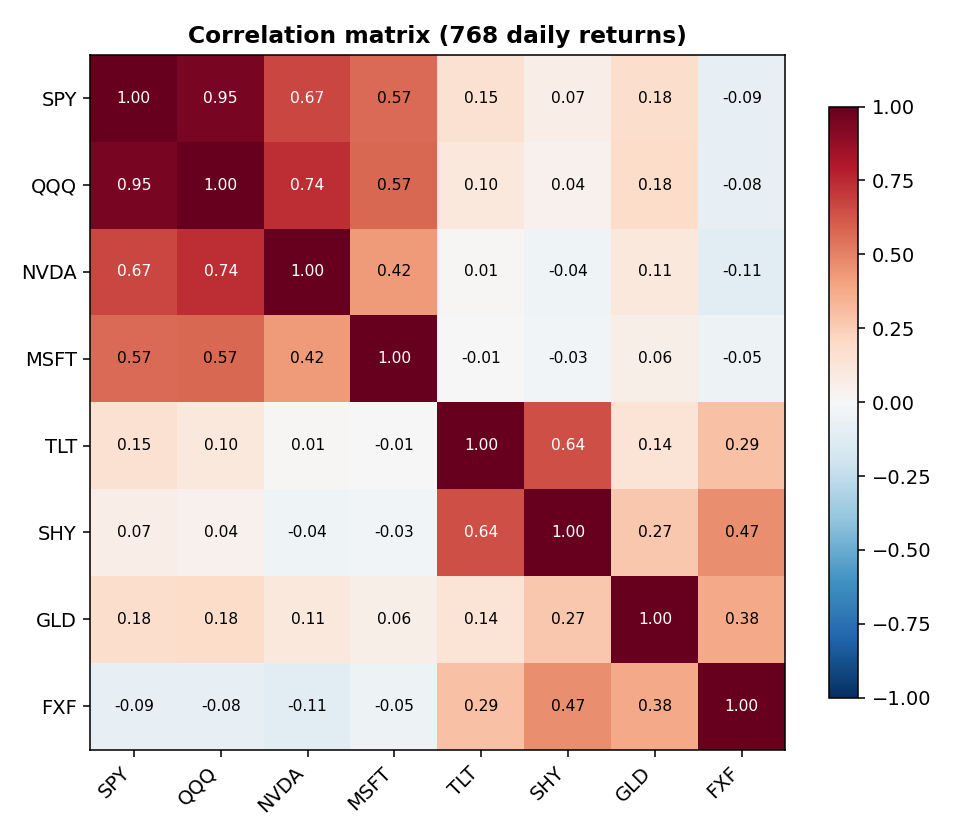 Correlation matrix (768 daily returns)
SPY 1.00 0.95 0.67 0.57 0.15 0.07 0.18 -0.09
QQQ 0.95 1.00 0.74 0.57 0.10 0.04 0.18 -0.08
NVDA 0.67 0.74 1.00 0.42 0.01 -0.04 0.11 -0.11
MSFT 0.57 0.57 0.42 1.00 -0.01 -0.03 0.06 -0.05
TLT 0.15 0.10 0.01 -0.01 1.00 0.64 0.14 0.29
SHY 0.07 0.04 -0.04 -0.03 0.64 1.00 0.27 0.47
GLD 0.18 0.18 0.11 0.06 0.14 0.27 1.00 0.38
FXF -0.09 -0.08 -0.11 -0.05 0.29 0.47 0.38 1.00
SPY QQQ NVDA MSFT TLT SHY GLD FXF
1.00
0.75
0.50
0.25
0.00
−0.25
−0.50
−0.75
−1.00